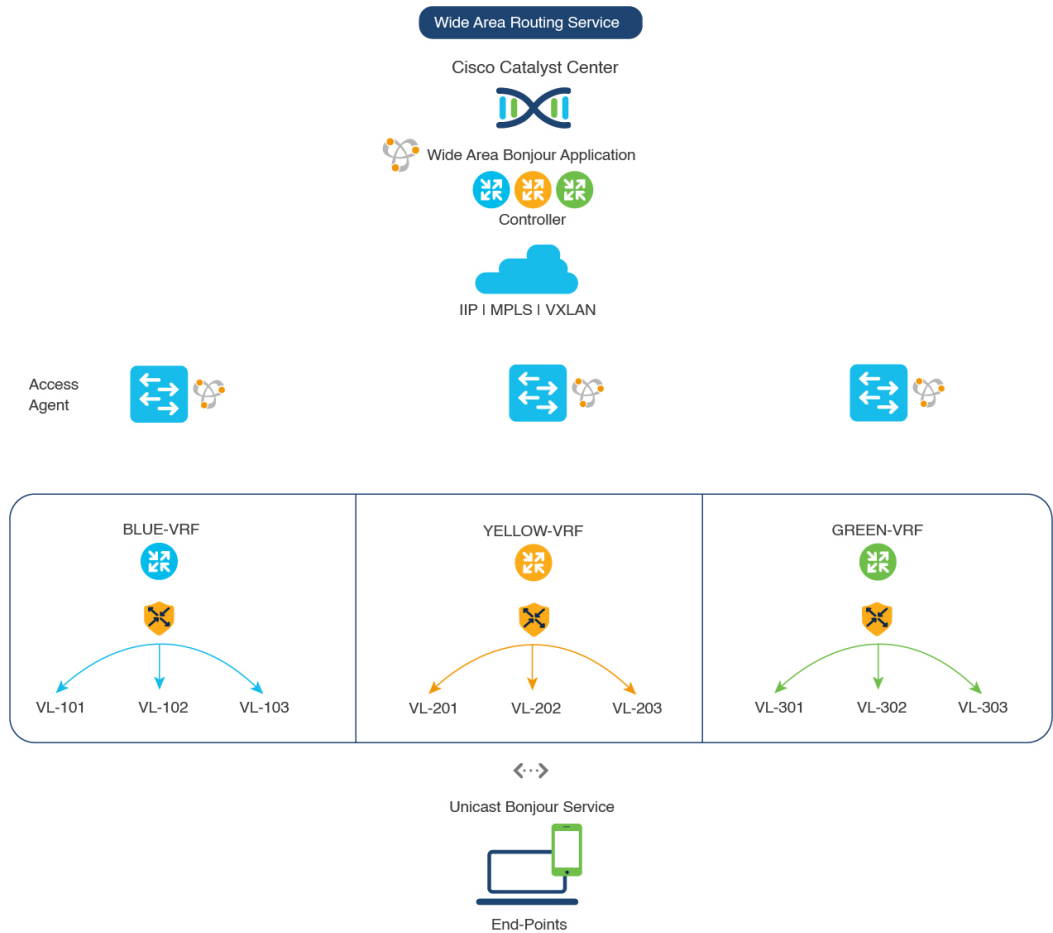 Wide Area Routing Service
Cisco Catalyst Center
Wide Area Bonjour Application
Controller
IIP | MPLS | VXLAN
Access
Agent
BLUE-VRF
YELLOW-VRF
GREEN-VRF
VL-101
VL-102
VL-103
VL-201
VL-202
VL-203
VL-301
VL-302
VL-303
Unicast Bonjour Service
End-Points